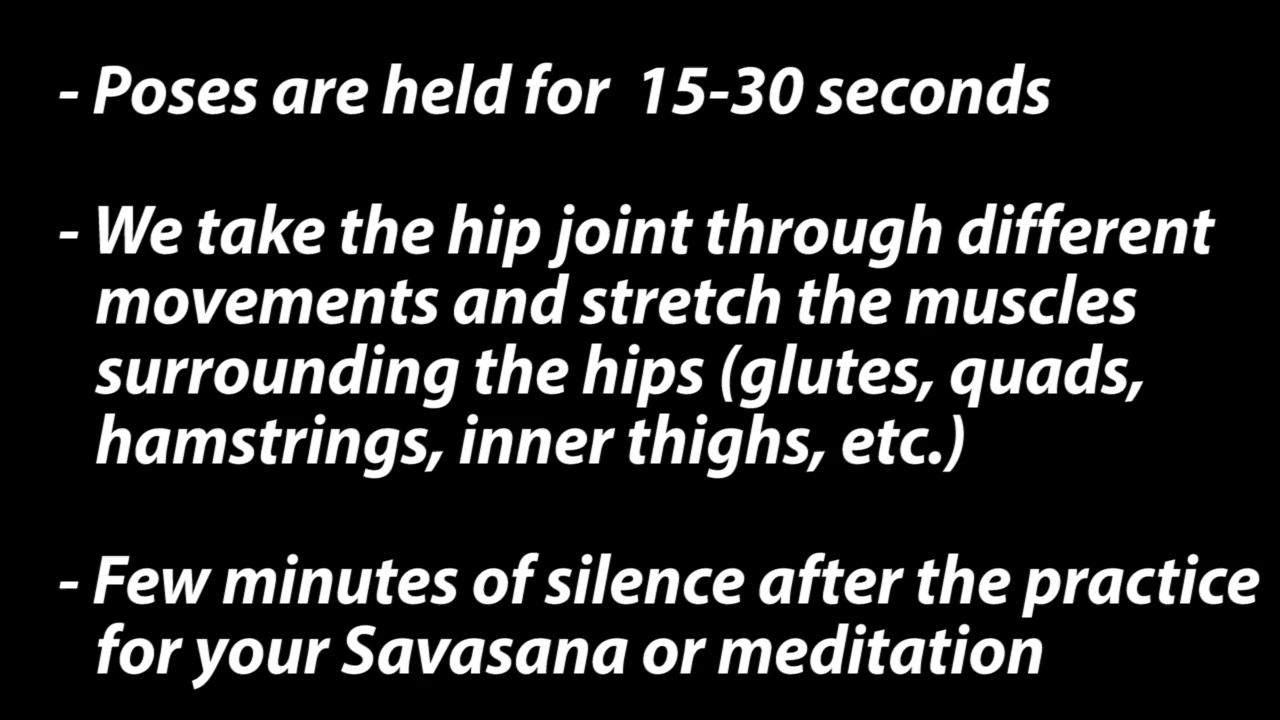 - Poses are held for  15-30 seconds
- We take the hip joint through different
movements and stretch the muscles
surrounding the hips (glutes, quads,
hamstrings, inner thighs, etc.)
- Few minutes of silence after the practice
for your Savasana or meditation